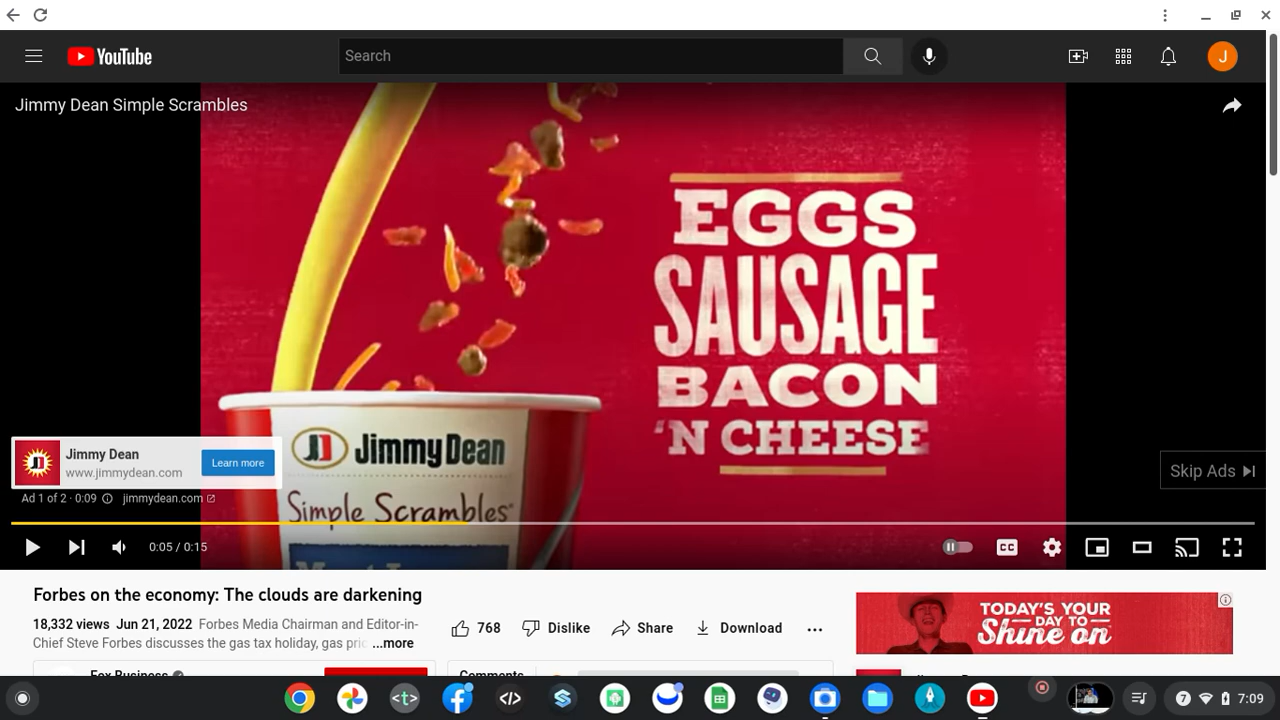 YouTube
Search
J
Jimmy Dean Simple Scrambles
EGGS
SAUSAGE
BACON
'N CHEESE
Jimmy Dean
Simple Scrambles
Jimmy Dean
www.jimmydean.com
Learn more
Skip Ads
Ad 1 of 2 · 0:09
jimmydean.com
0:05 / 0:15
CC
Forbes on the economy: The clouds are darkening
18,332 views Jun 21, 2022 Forbes Media Chairman and Editor-in-
Chief Steve Forbes discusses the gas tax holiday, gas pric ...more
768
Dislike
Share
Download
TODAY'S YOUR
DAY TO
Shine on
Fox Business
Comments
<t>
7
7:09